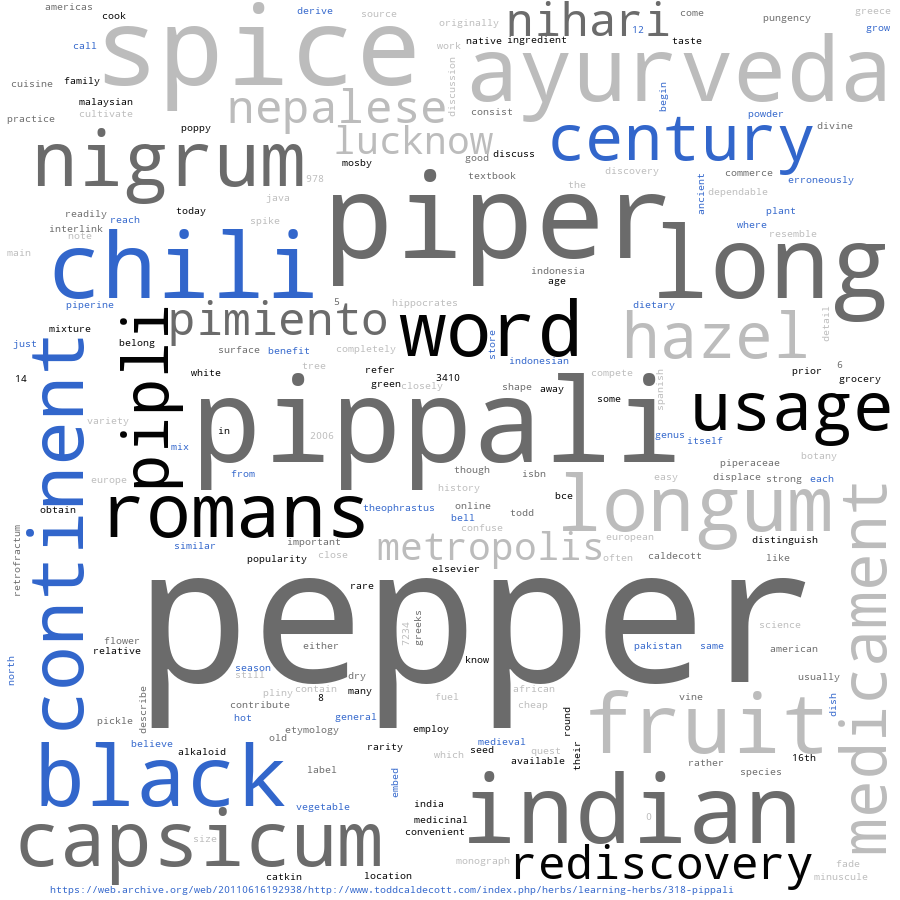 americas
cook
derive
source
originally
nihari
12
come
pungency
greece
grow
call
spice
work
native
ingredient
taste
ayurveda
cuisine
family
discussion
begin
malaysian
cultivate
nepalese
consist
powder
practice
poppy
lucknow
century
divine
nigrum
mosby
good
discuss
978
textbook
the
discovery
commerce
erroneously
java
piper
ancient
dependable
readily
reach
today
spike
plant
interlink
note
where
resemble
main
chili
long
indonesia
age
piperine
5
hippocrates
dietary
detail
mixture
pimiento
word
hazel
just
belong
surface
benefit
completely
store
indonesian
pipli
tree
refer
compete
prior
6
14
white
green
closely
3410
shape
away
some
spanish
grocery
continent
pippali
usage
variety
in
2006
mix
genus
itself
botany
europe
from
though
isbn
piperaceae
displace
strong
each
history
easy
longum
obtain
romans
theophrastus
online
bce
bell
todd
confuse
distinguish
medicament
retrofractum
similar
important
metropolis
european
popularity
close
often
caldecott
like
elsevier
rare
pepper
7234
greeks
science
flower
relative
either
pakistan
same
american
north
season
still
know
dry
usually
describe
pliny
contain
many
african
contribute
8
fuel
cheap
vine
dish
pickle
hot
general
round
fruit
etymology
employ
believe
alkaloid
old
rarity
which
medieval
seed
quest
available
their
rather
16th
black
label
embed
species
vegetable
india
indian
0
medicinal
convenient
capsicum
size
monograph
rediscovery
fade
minuscule
catkin
location
https://web.archive.org/web/20110616192938/http://www.toddcaldecott.com/index.php/herbs/learning-herbs/318-pippali